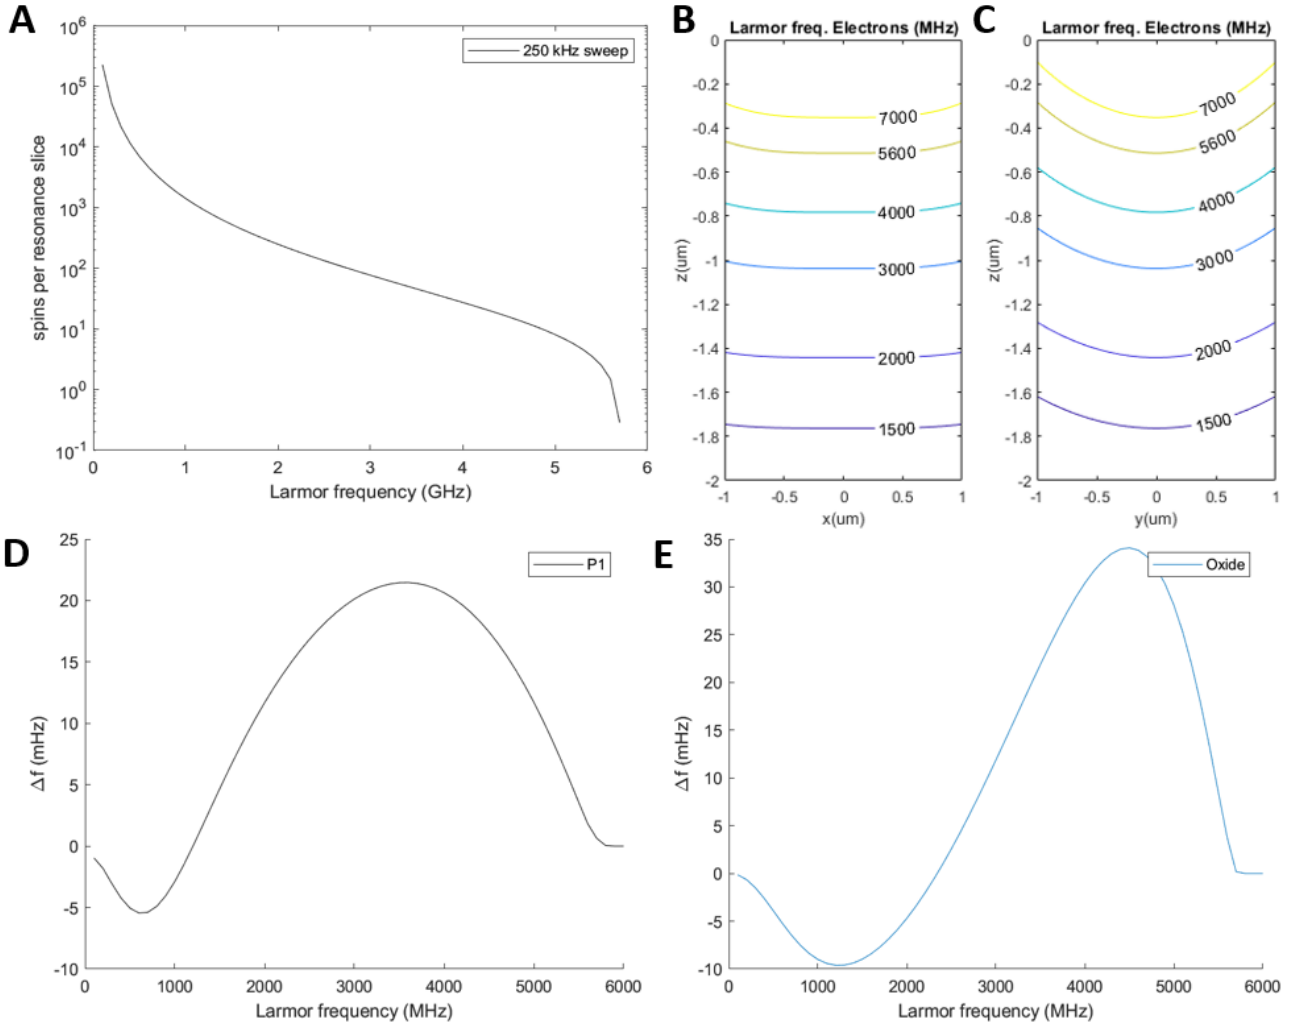 A
10^6
10^5
10^4
10^3
10^2
10^1
10^0
10^-1
spins per resonance slice
250 kHz sweep
0 1 2 3 4 5 6
Larmor frequency (GHz)
B
Larmor freq. Electrons (MHz)
0
-0.2
-0.4
-0.6
-0.8
-1
-1.2
-1.4
-1.6
-1.8
-2
z(um)
7000
5600
4000
3000
2000
1500
-1 -0.5 0 0.5 1
x(um)
C
Larmor freq. Electrons (MHz)
0
-0.2
-0.4
-0.6
-0.8
-1
-1.2
-1.4
-1.6
-1.8
-2
z(um)
7000
5600
4000
3000
2000
1500
-1 -0.5 0 0.5 1
y(um)
D
25
20
15
10
5
0
-5
-10
Δf (mHz)
P1
0 1000 2000 3000 4000 5000 6000
Larmor frequency (MHz)
E
35
30
25
20
15
10
5
0
-5
-10
Δf (mHz)
Oxide
0 1000 2000 3000 4000 5000 6000
Larmor frequency (MHz)